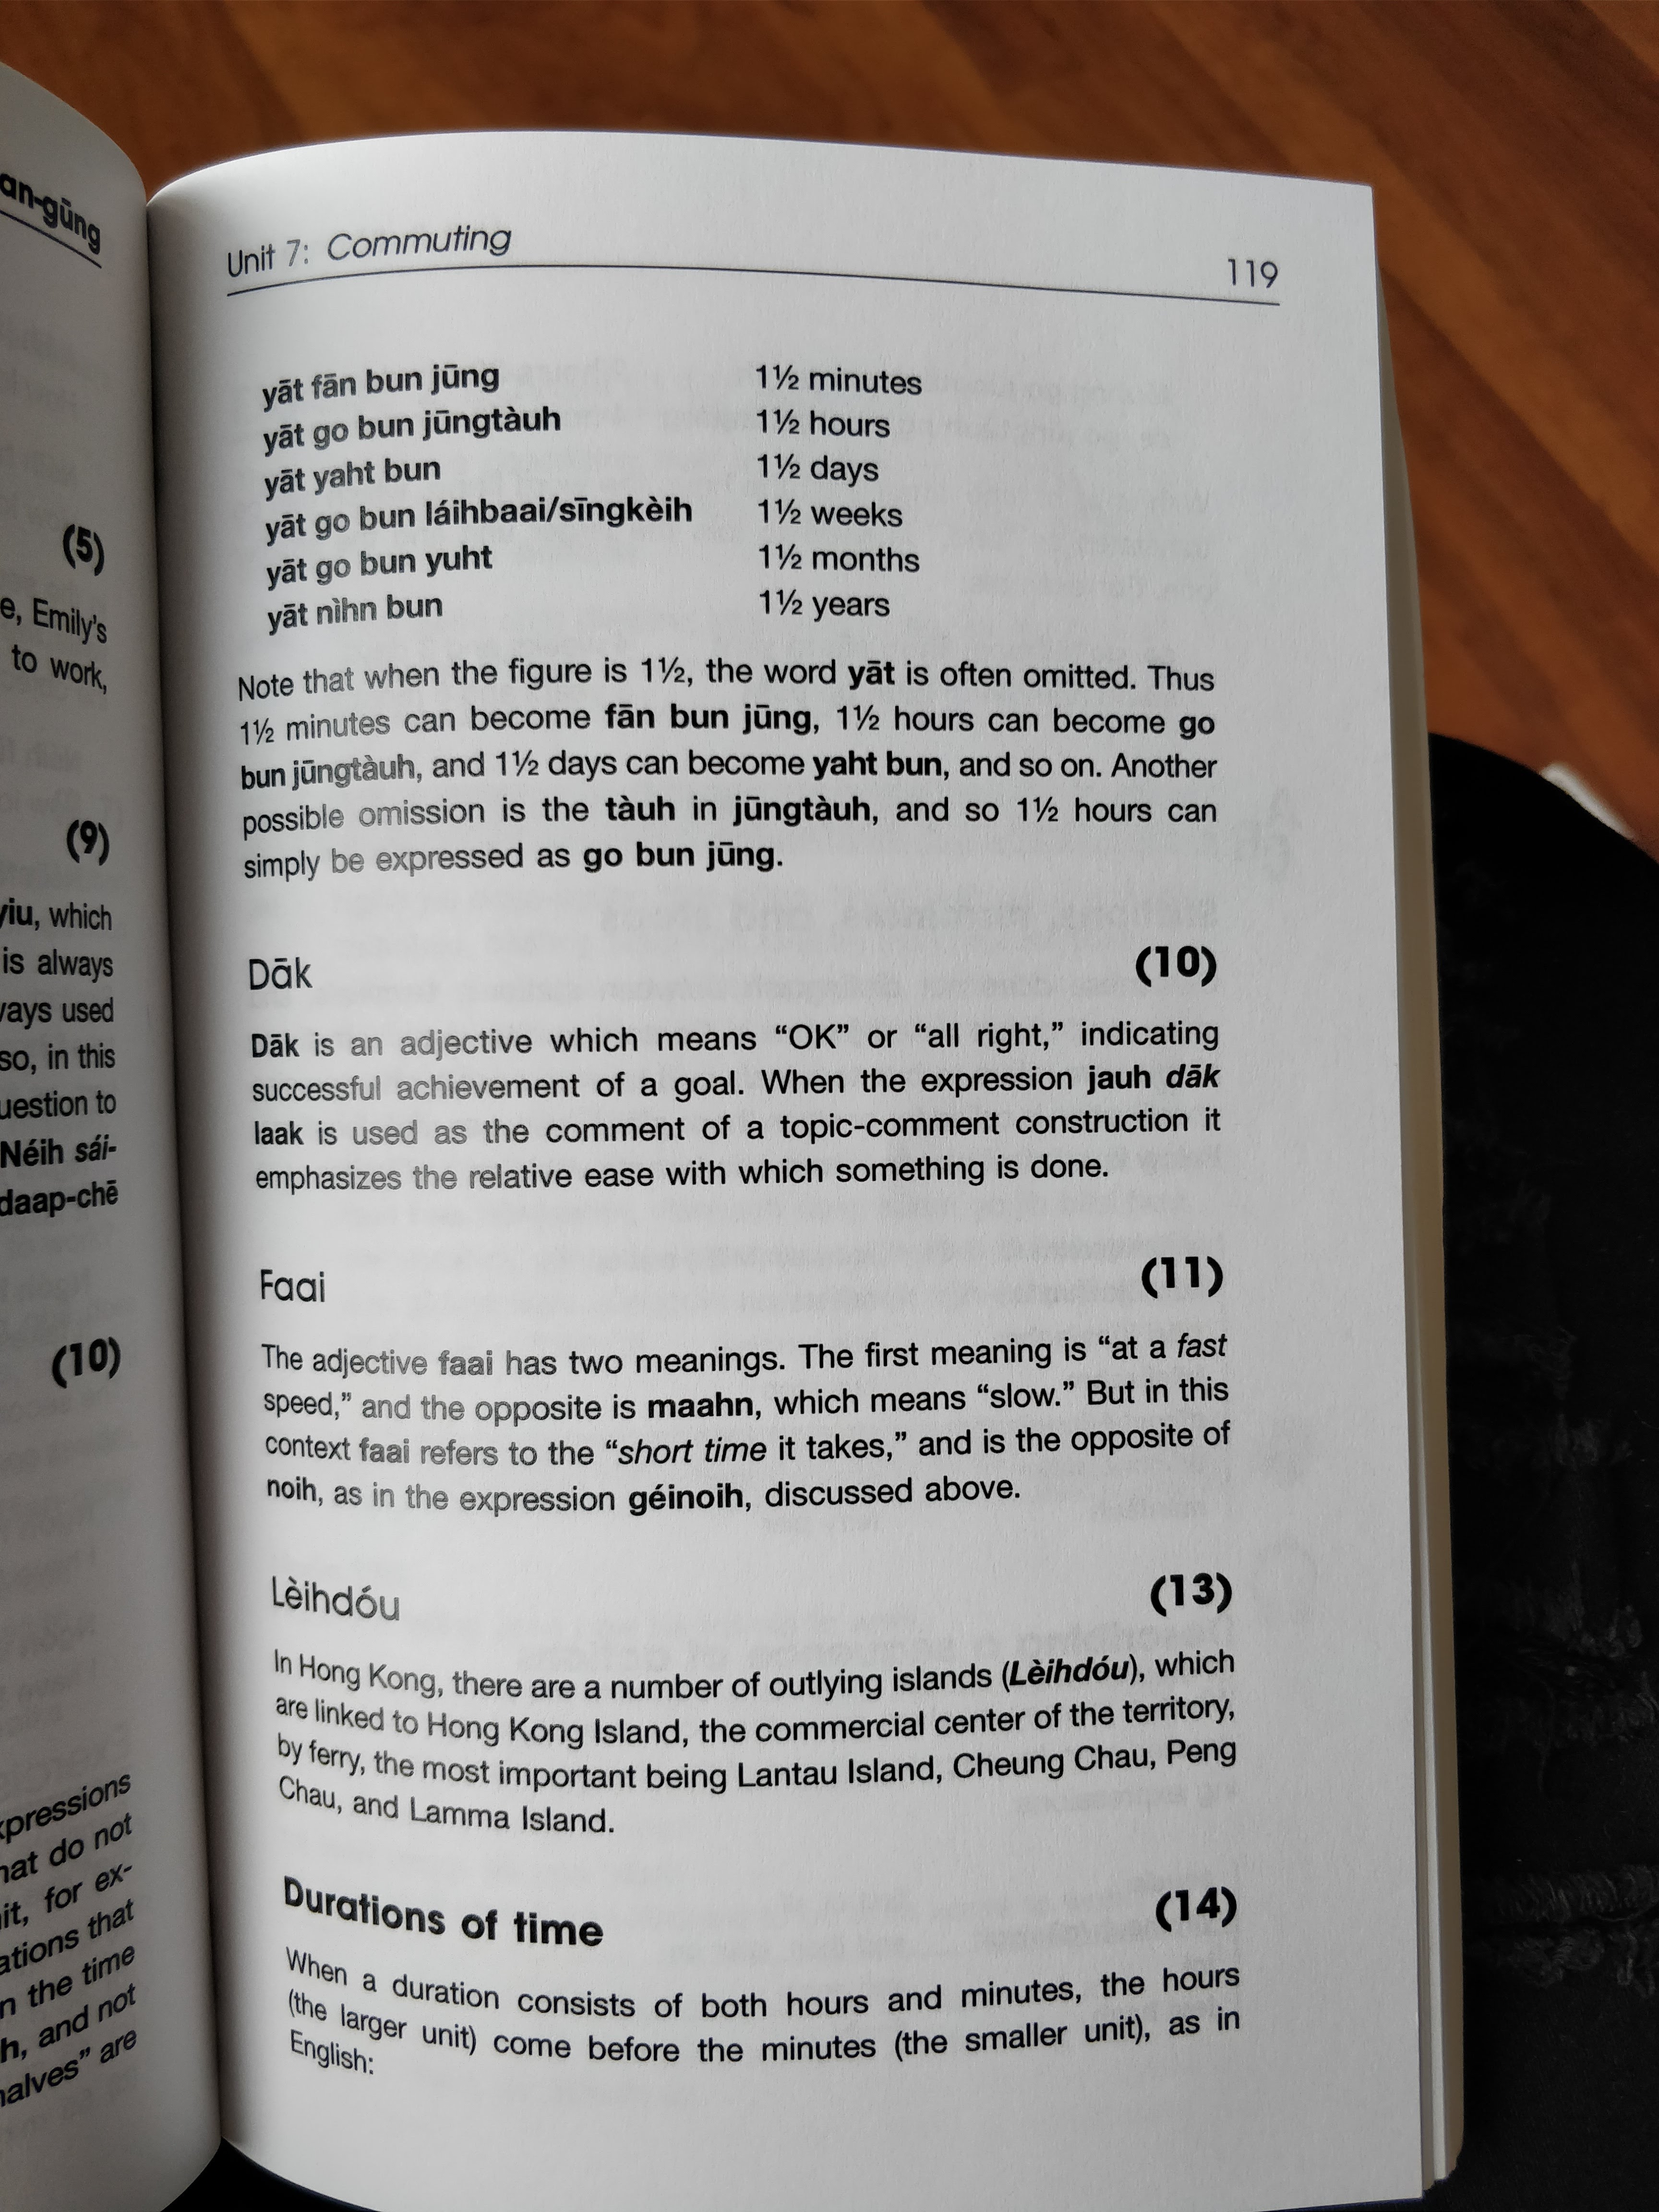 an-gūng
(5)
e, Emily's
to work,
(9)
yiu, which
is always
ways used
so, in this
uestion to
Néih sái-
daap-chē
(10)
xpressions
hat do not
it, for ex-
ations that
n the time
h, and not
halves" are
Unit 7: Commuting 119
yāt fān bun jūng 1½ minutes
yāt go bun jūngtàuh 1½ hours
yāt yaht bun 1½ days
yāt go bun láihbaai/sīngkèih 1½ weeks
yāt go bun yuht 1½ months
yāt nìhn bun 1½ years
Note that when the figure is 1½, the word yāt is often omitted. Thus
1½ minutes can become fān bun jūng, 1½ hours can become go
bun jūngtàuh, and 1½ days can become yaht bun, and so on. Another
possible omission is the tàuh in jūngtàuh, and so 1½ hours can
simply be expressed as go bun jūng.
Dāk (10)
Dāk is an adjective which means "OK" or "all right," indicating
successful achievement of a goal. When the expression jauh dāk
laak is used as the comment of a topic-comment construction it
emphasizes the relative ease with which something is done.
Faai (11)
The adjective faai has two meanings. The first meaning is "at a fast
speed," and the opposite is maahn, which means "slow." But in this
context faai refers to the "short time it takes," and is the opposite of
noih, as in the expression géinoih, discussed above.
Lèihdóu (13)
In Hong Kong, there are a number of outlying islands (Lèihdóu), which
are linked to Hong Kong Island, the commercial center of the territory,
by ferry, the most important being Lantau Island, Cheung Chau, Peng
Chau, and Lamma Island.
Durations of time (14)
When a duration consists of both hours and minutes, the hours
(the larger unit) come before the minutes (the smaller unit), as in
English: